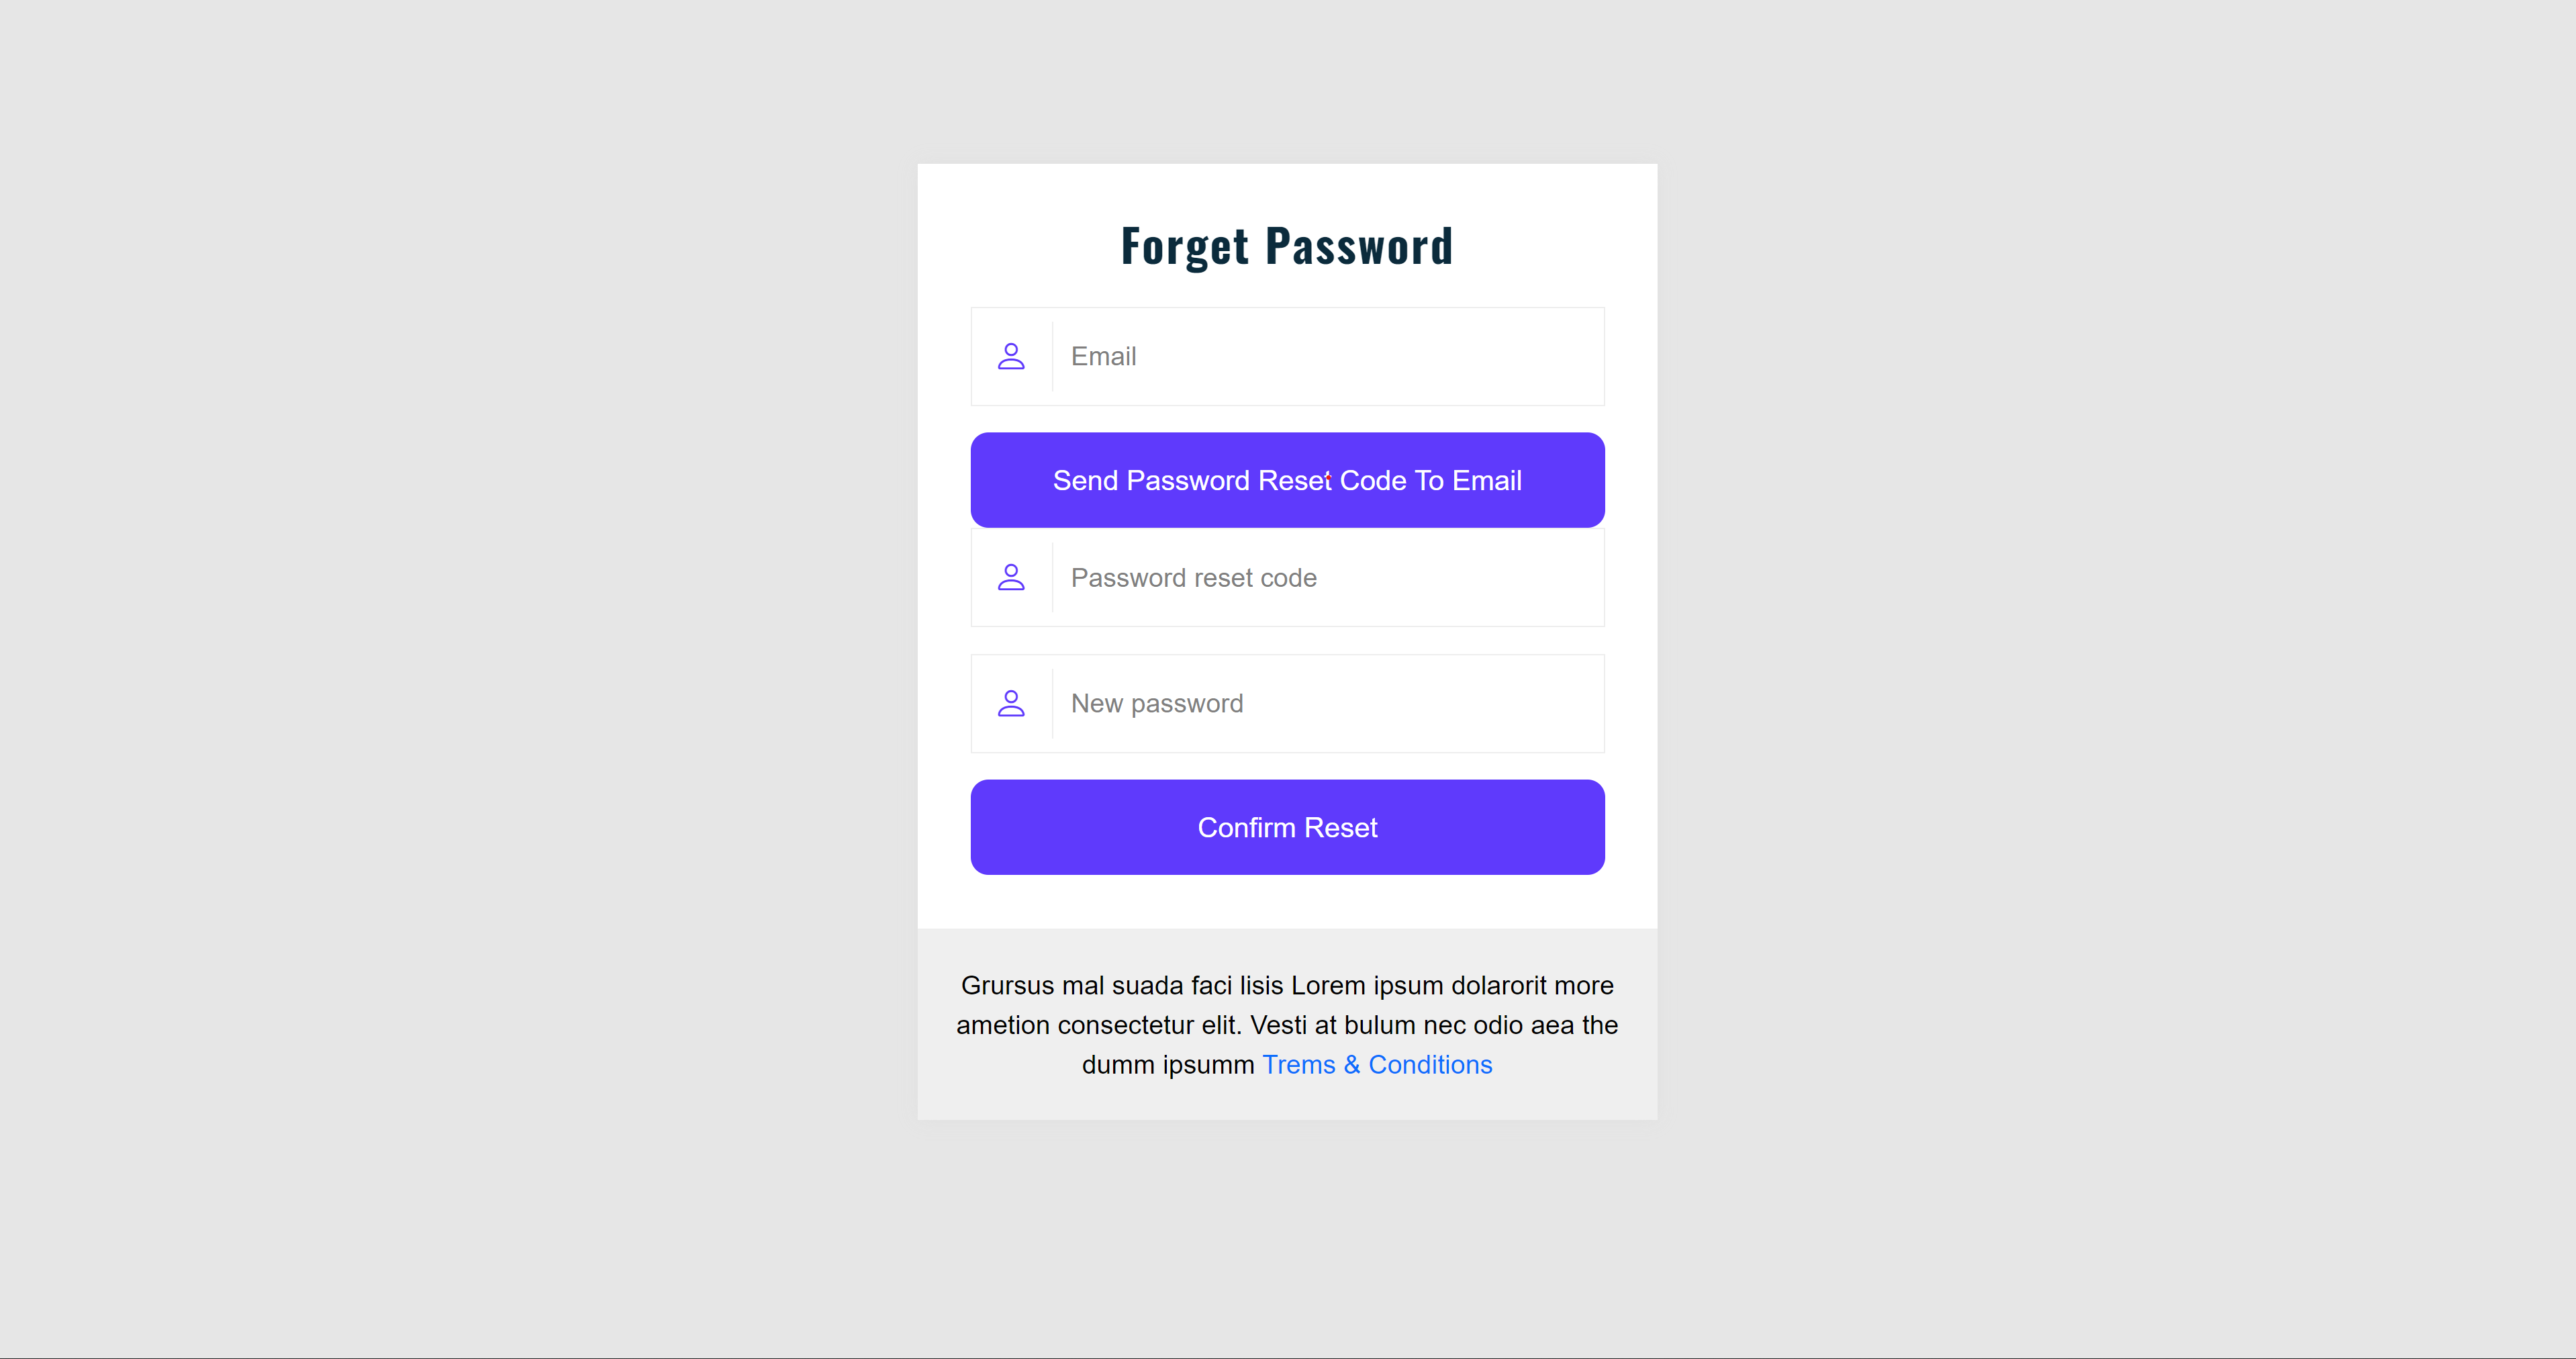 Forget Password
Email
Send Password Reset Code To Email
Password reset code
New password
Confirm Reset
Grursus mal suada faci lisis Lorem ipsum dolarorit more
ametion consectetur elit. Vesti at bulum nec odio aea the
dumm ipsumm Trems & Conditions